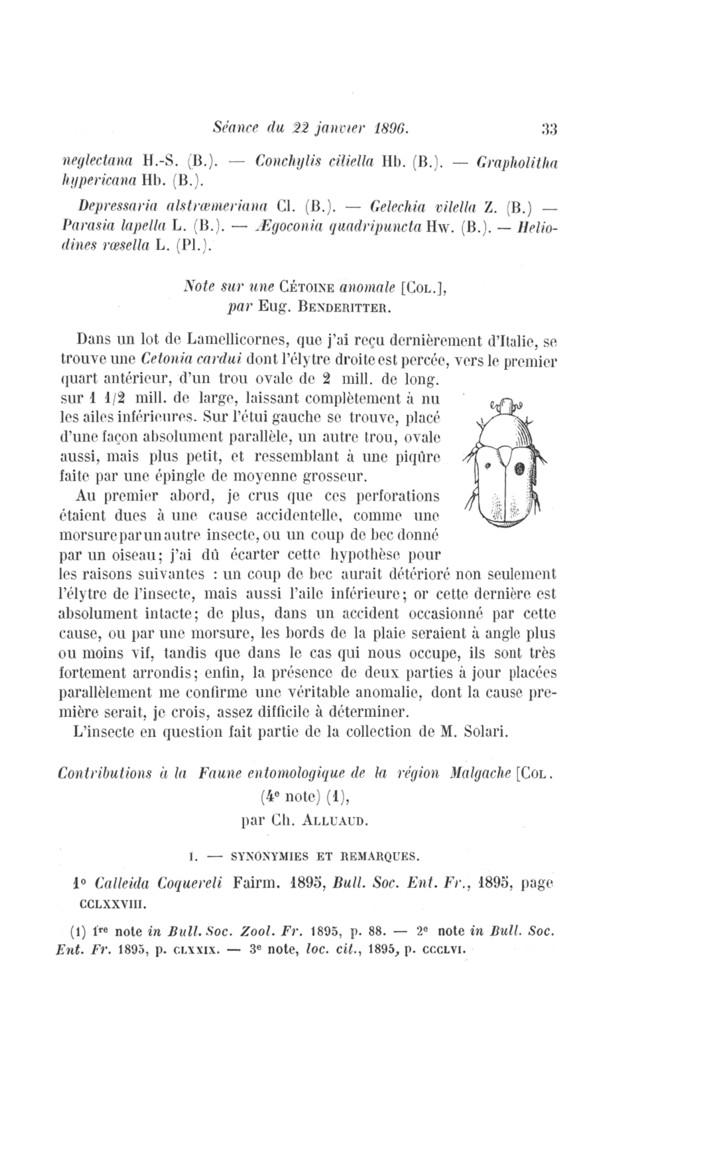 Séance du 22 janvier 1896. 33
neglectana H.-S. (B.). — Conchylis ciliella Hb. (B.). — Grapholitha
hypericana Hb. (B.).
Depressaria alstrœmeriana Cl. (B.). — Gelechia vilella Z. (B.) —
Parasia lapella L. (B.). — Ægoconia quadripuncta Hw. (B.). — Helio-
dines rœsella L. (Pl.).
Note sur une CÉTOINE anomale [COL.],
par Eug. BENDERITTER.
Dans un lot de Lamellicornes, que j'ai reçu dernièrement d'Italie, se
trouve une Cetonia cardui dont l'élytre droite est percée, vers le premier
quart antérieur, d'un trou ovale de 2 mill. de long.
sur 1 1/2 mill. de large, laissant complètement à nu
les ailes inférieures. Sur l'étui gauche se trouve, placé
d'une façon absolument parallèle, un autre trou, ovale
aussi, mais plus petit, et ressemblant à une piqûre
faite par une épingle de moyenne grosseur.
Au premier abord, je crus que ces perforations
étaient dues à une cause accidentelle, comme une
morsure par un autre insecte, ou un coup de bec donné
par un oiseau; j'ai dû écarter cette hypothèse pour
les raisons suivantes : un coup de bec aurait détérioré non seulement
l'élytre de l'insecte, mais aussi l'aile inférieure; or cette dernière est
absolument intacte; de plus, dans un accident occasionné par cette
cause, ou par une morsure, les bords de la plaie seraient à angle plus
ou moins vif, tandis que dans le cas qui nous occupe, ils sont très
fortement arrondis; enfin, la présence de deux parties à jour placées
parallèlement me confirme une véritable anomalie, dont la cause pre-
mière serait, je crois, assez difficile à déterminer.
L'insecte en question fait partie de la collection de M. Solari.
Contributions à la Faune entomologique de la région Malgache [COL.
(4e note) (1),
par Ch. ALLUAUD.
I. — SYNONYMIES ET REMARQUES.
1º Calleida Coquereli Fairm. 1895, Bull. Soc. Ent. Fr., 1895, page
CCLXXVIII.
(1) 1re note in Bull. Soc. Zool. Fr. 1895, p. 88. — 2e note in Bull. Soc.
Ent. Fr. 1895, p. CLXXIX. — 3e note, loc. cit., 1895, p. CCCLVI.